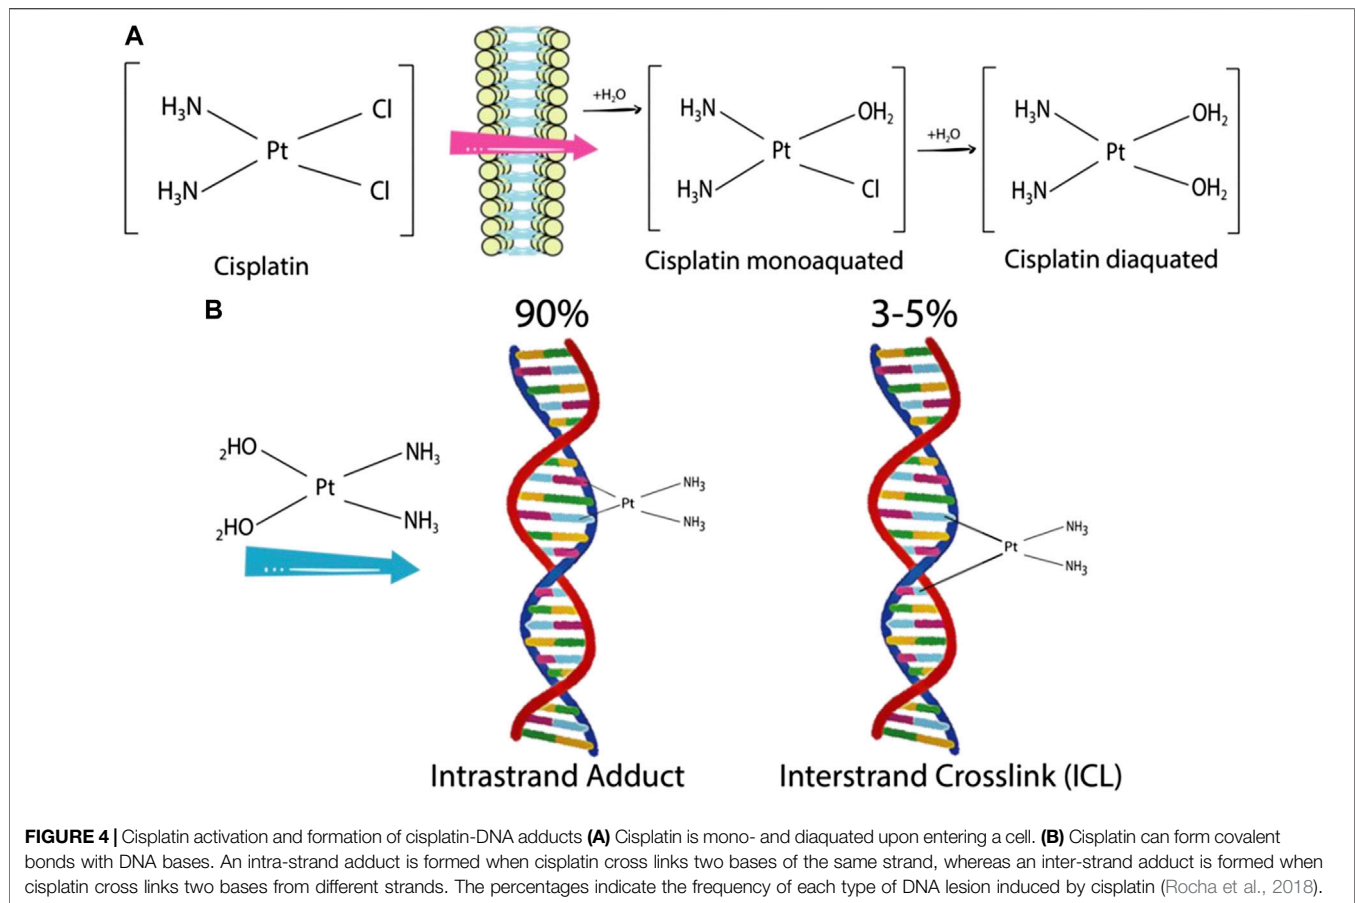 A
H₃N
Cl
Pt
H₃N
Cl
Cisplatin
+H₂O
H₃N
OH₂
Pt
H₃N
Cl
Cisplatin monoaquated
+H₂O
H₃N
OH₂
Pt
H₃N
OH₂
Cisplatin diaquated
B
₂HO
NH₃
Pt
₂HO
NH₃
90%
NH₃
Pt
NH₃
Intrastrand Adduct
3-5%
NH₃
Pt
NH₃
Interstrand Crosslink (ICL)
FIGURE 4 | Cisplatin activation and formation of cisplatin-DNA adducts (A) Cisplatin is mono- and diaquated upon entering a cell. (B) Cisplatin can form covalent
bonds with DNA bases. An intra-strand adduct is formed when cisplatin cross links two bases of the same strand, whereas an inter-strand adduct is formed when
cisplatin cross links two bases from different strands. The percentages indicate the frequency of each type of DNA lesion induced by cisplatin (Rocha et al., 2018).